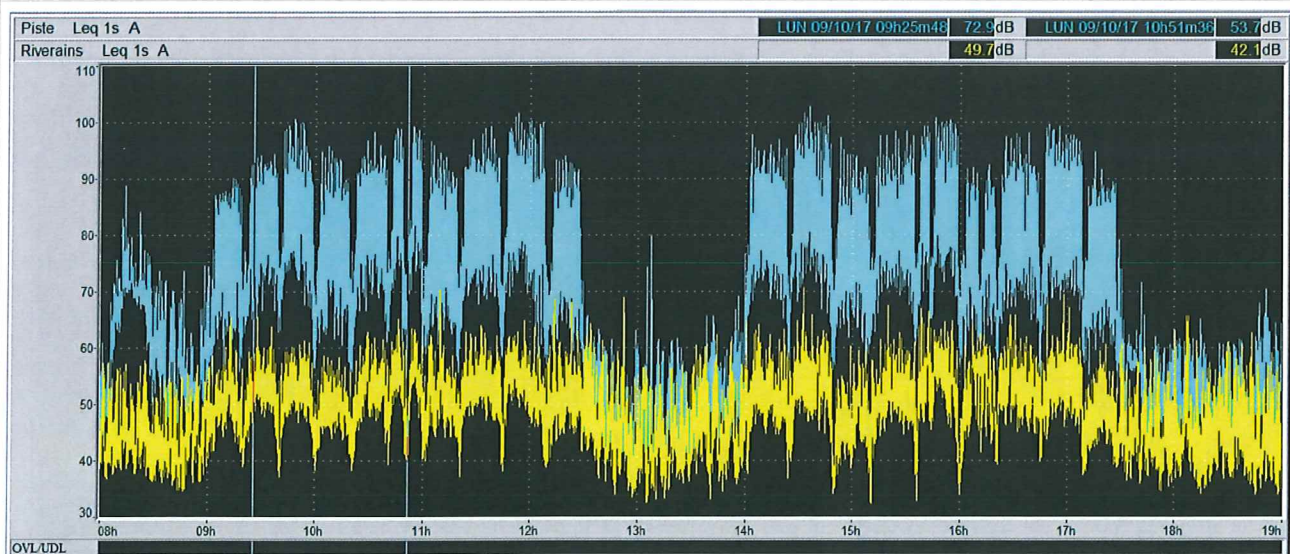 Piste Leq 1s A LUN 09/10/17 09h25m48 72.9dB LUN 09/10/17 10h51m36 53.7dB
Riverains Leq 1s A 49.7dB 42.1dB
110
100
90
80
70
60
50
40
30
08h 09h 10h 11h 12h 13h 14h 15h 16h 17h 18h 19h
OVL/UDL